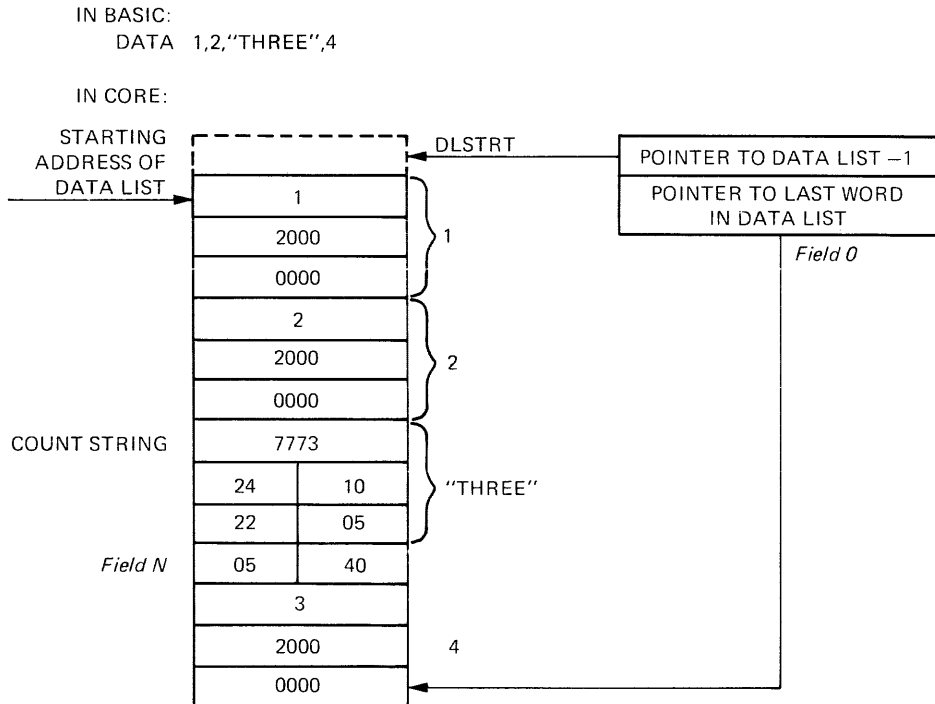 IN BASIC:
DATA 1,2,"THREE",4
IN CORE:
STARTING
ADDRESS OF
DATA LIST
DLSTRT
POINTER TO DATA LIST –1
POINTER TO LAST WORD
IN DATA LIST
Field 0
1
2000
0000
1
2
2000
0000
2
COUNT STRING
7773
24 10
22 05
"THREE"
Field N
05 40
3
2000
4
0000